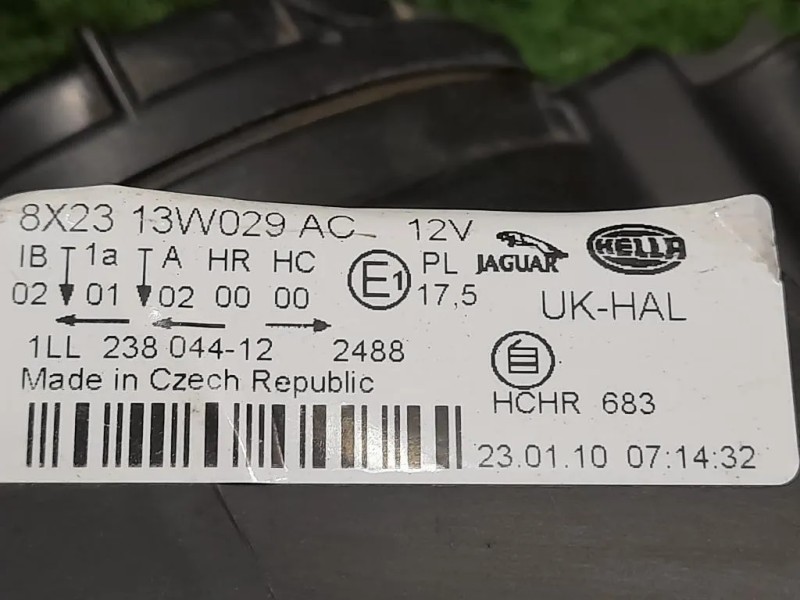 8X23 13W029 AC 12V
IB 1a A HR HC E1 PL JAGUAR HELLA
02 01 02 00 00 17,5 UK-HAL
1LL 238 044-12 2488
Made in Czech Republic
HCHR 683
23.01.10 07:14:32